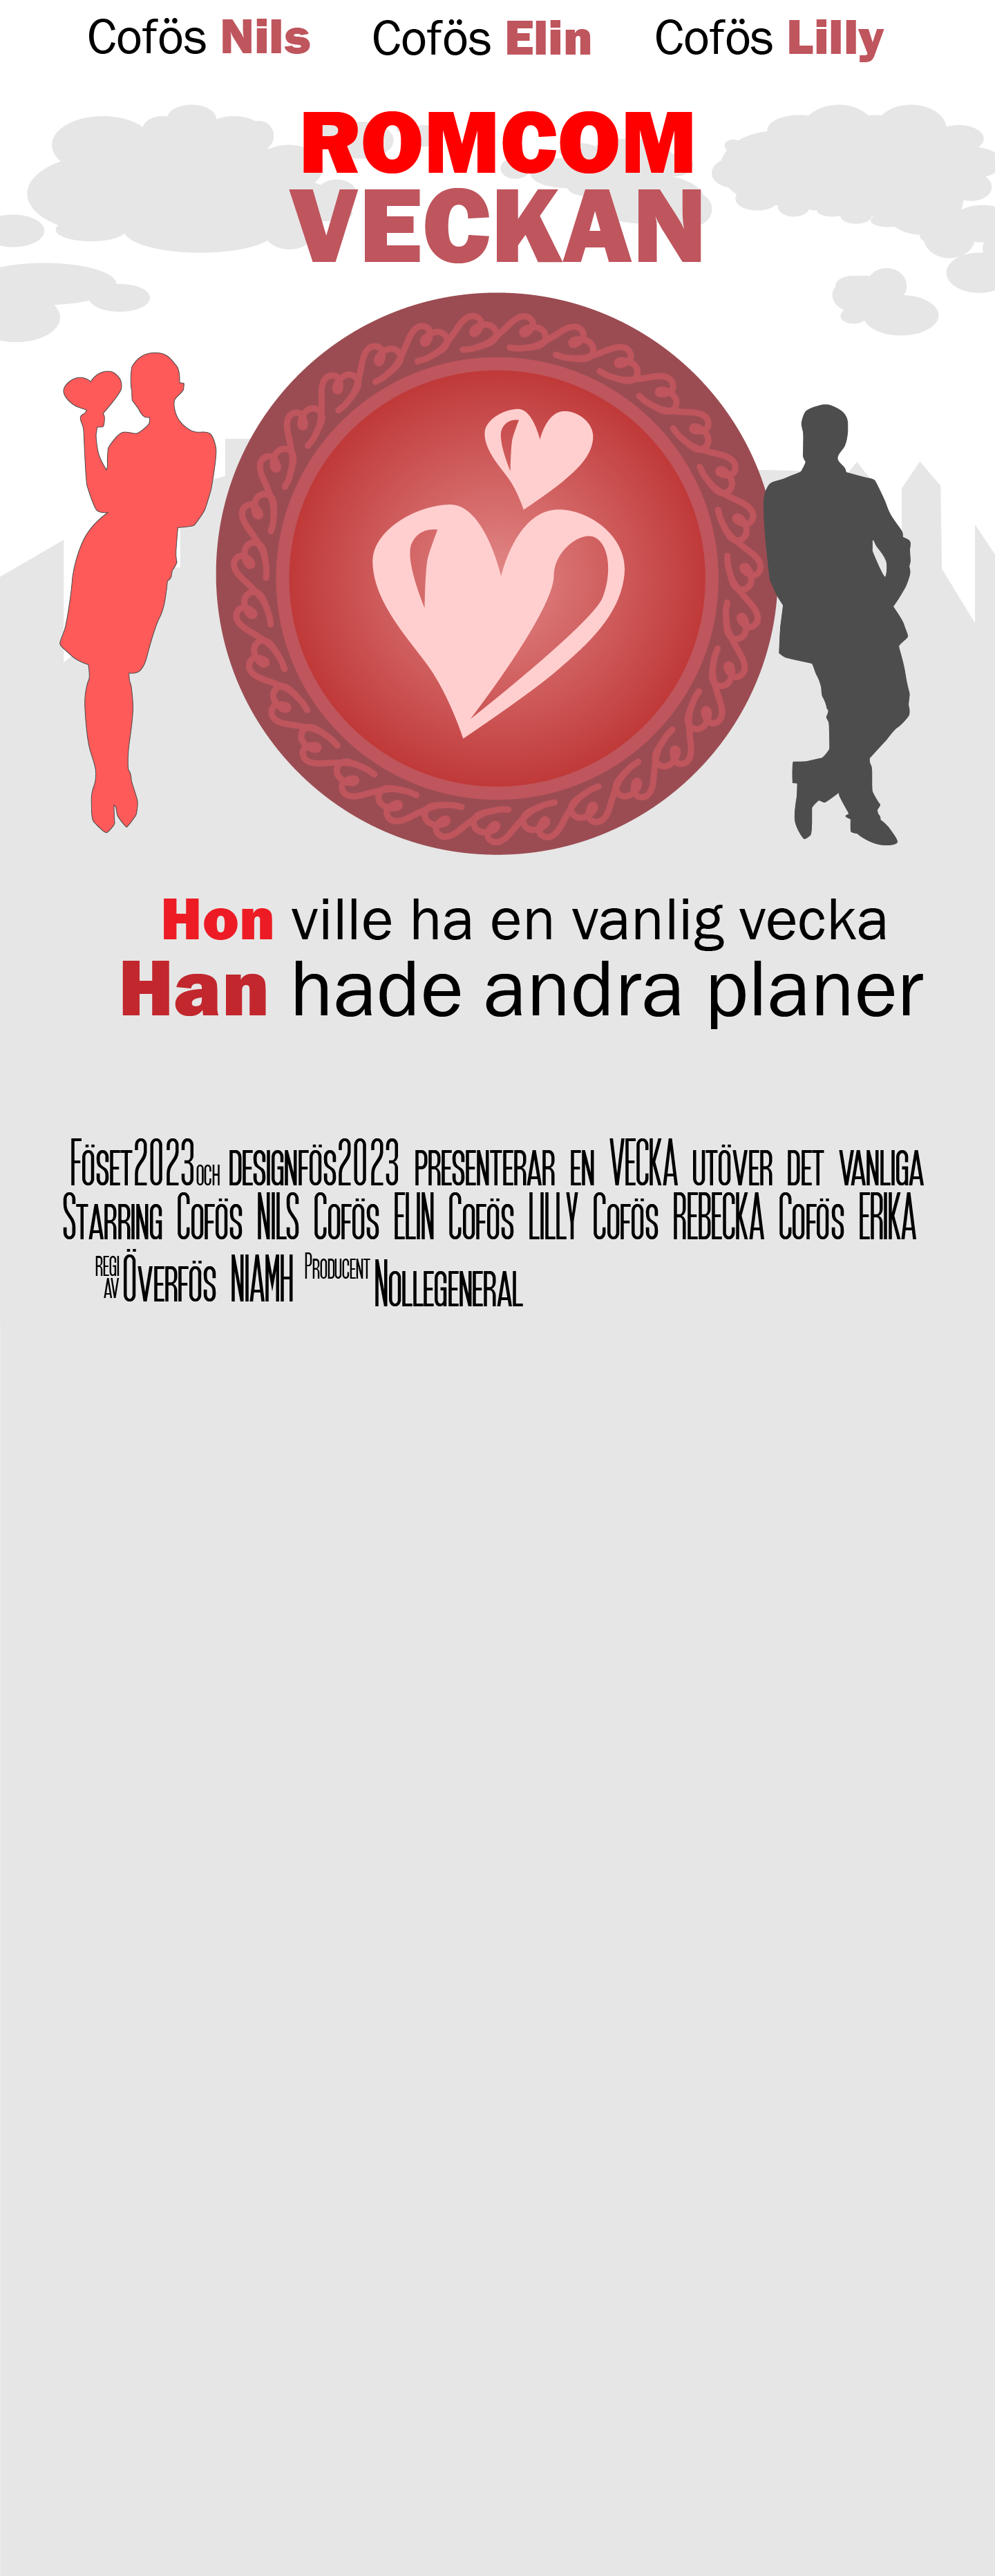 Cofös Nils Cofös Elin Cofös Lilly
ROMCOM
VECKAN
Hon ville ha en vanlig vecka
Han hade andra planer
FÖSET2023 OCH DESIGNFÖS2023 PRESENTERAR EN VECKA UTÖVER DET VANLIGA
STARRING COFÖS NILS COFÖS ELIN COFÖS LILLY COFÖS REBECKA COFÖS ERIKA
REGI AV ÖVERFÖS NIAMH PRODUCENT NOLLEGENERAL